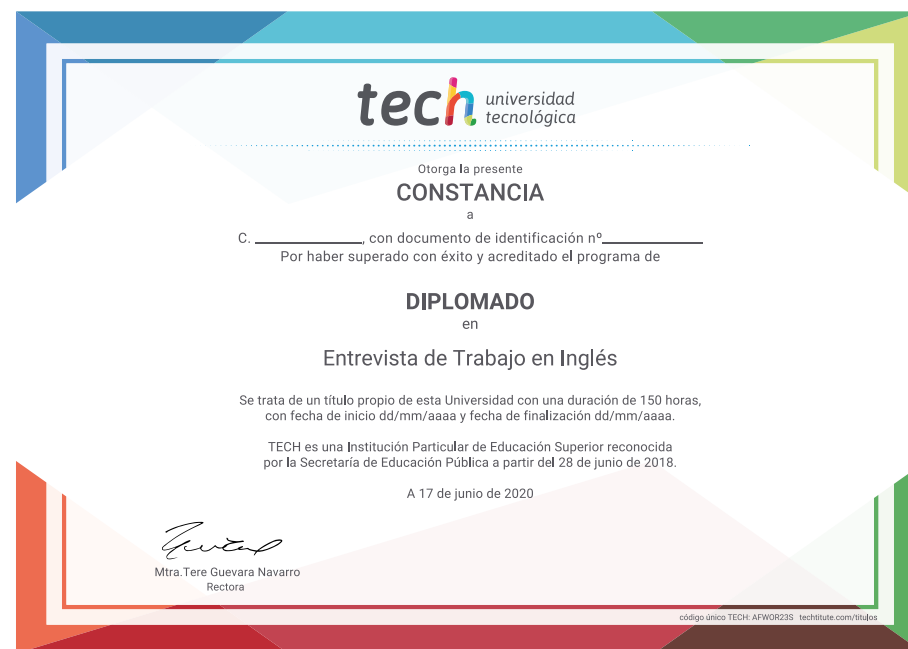 tech universidad
tecnológica
Otorga la presente
CONSTANCIA
a
C. ____________, con documento de identificación nº____________
Por haber superado con éxito y acreditado el programa de
DIPLOMADO
en
Entrevista de Trabajo en Inglés
Se trata de un título propio de esta Universidad con una duración de 150 horas,
con fecha de inicio dd/mm/aaaa y fecha de finalización dd/mm/aaaa.
TECH es una Institución Particular de Educación Superior reconocida
por la Secretaría de Educación Pública a partir del 28 de junio de 2018.
A 17 de junio de 2020
Mtra.Tere Guevara Navarro
Rectora
código único TECH: AFWOR23S techtitute.com/titulos